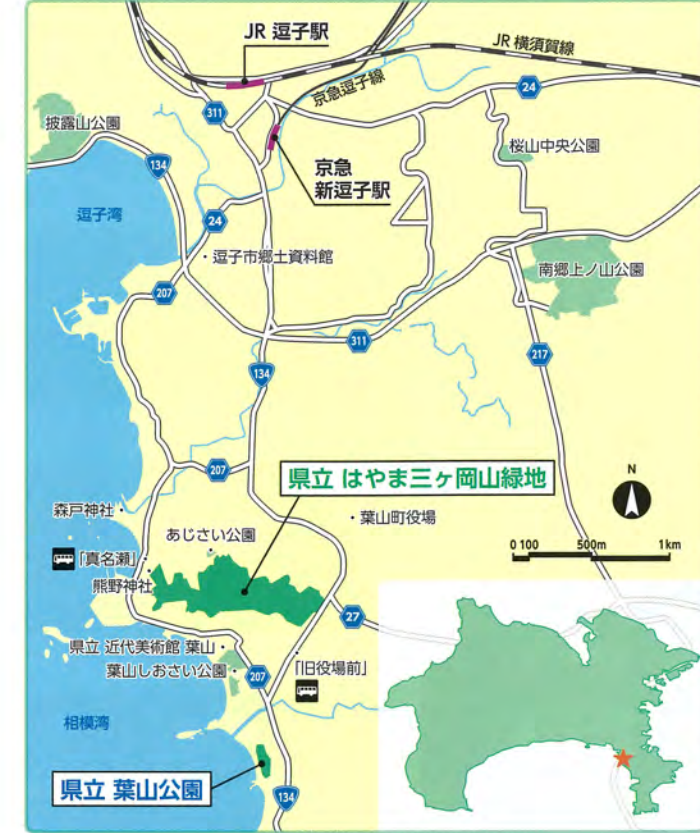 JR 逗子駅
JR 横須賀線
京急逗子線
24
311
披露山公園
134
京急
新逗子駅
桜山中央公園
逗子湾
24
・逗子市郷土資料館
南郷上ノ山公園
207
311
217
134
207
県立 はやま三ヶ岡山緑地
N
森戸神社・
あじさい公園
・葉山町役場
0 100 500m 1km
「真名瀬」
熊野神社
27
県立 近代美術館 葉山・
葉山しおさい公園・
「旧役場前」
207
相模湾
県立 葉山公園
134